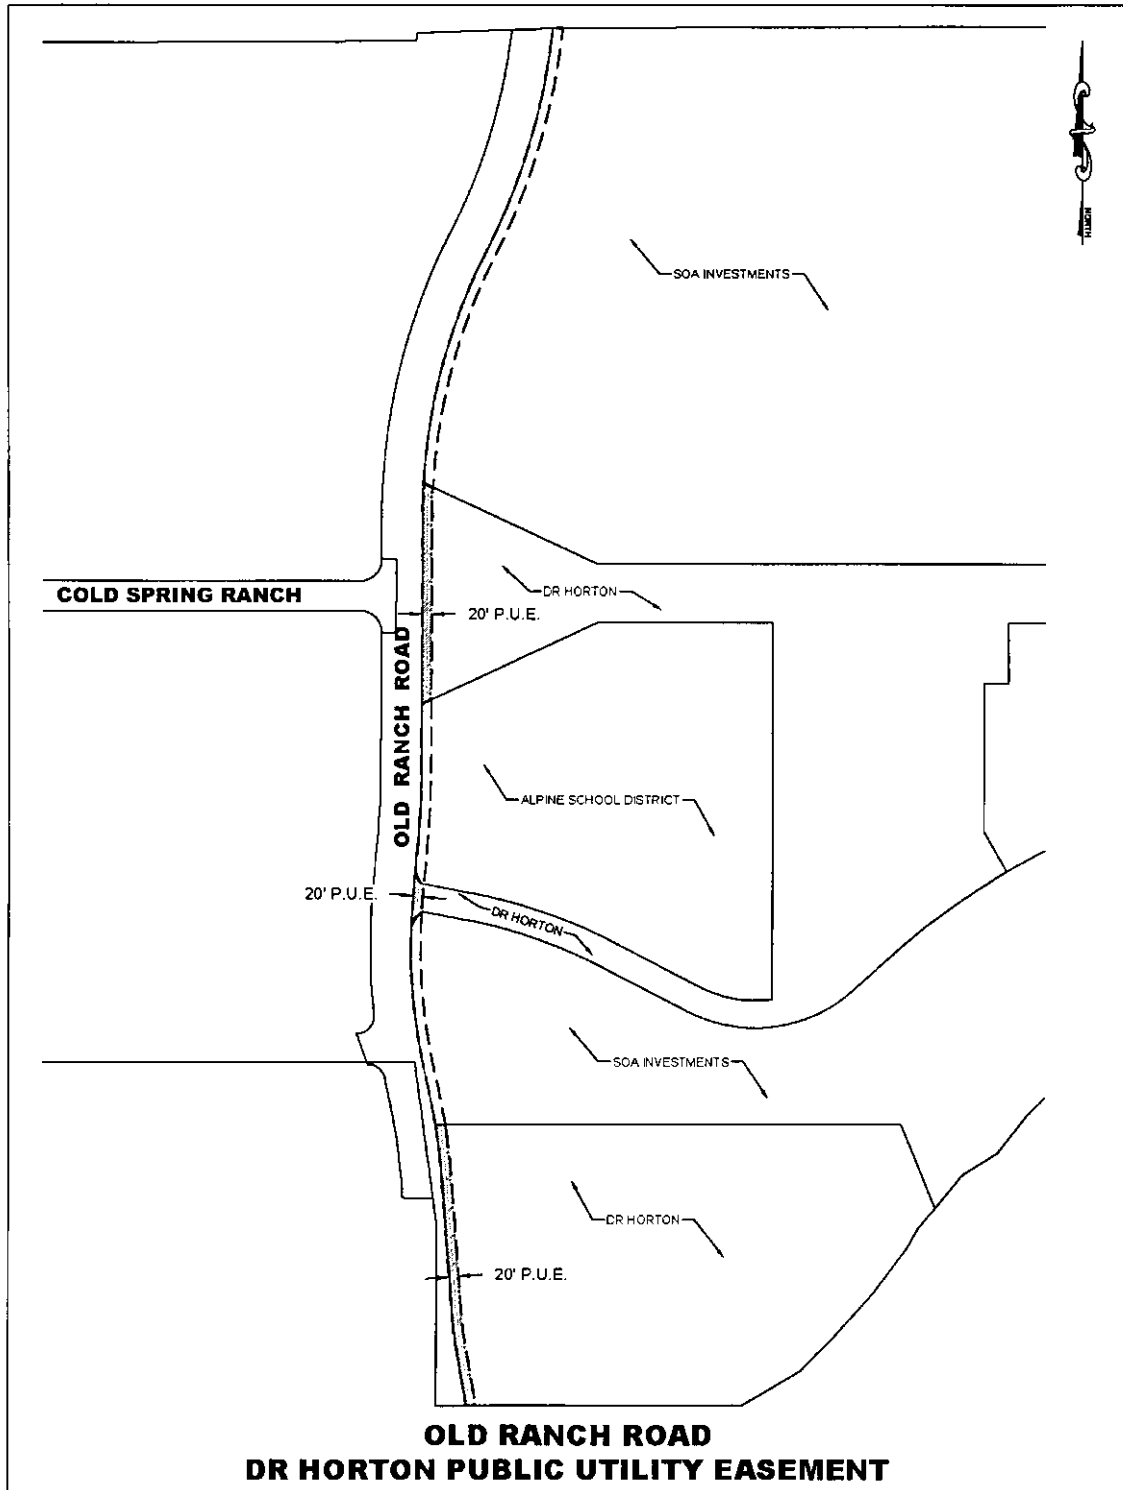 NORTH
SOA INVESTMENTS
DR HORTON
COLD SPRING RANCH
20' P.U.E.
OLD RANCH ROAD
ALPINE SCHOOL DISTRICT
20' P.U.E.
DR HORTON
SOA INVESTMENTS
DR HORTON
20' P.U.E.
OLD RANCH ROAD
DR HORTON PUBLIC UTILITY EASEMENT